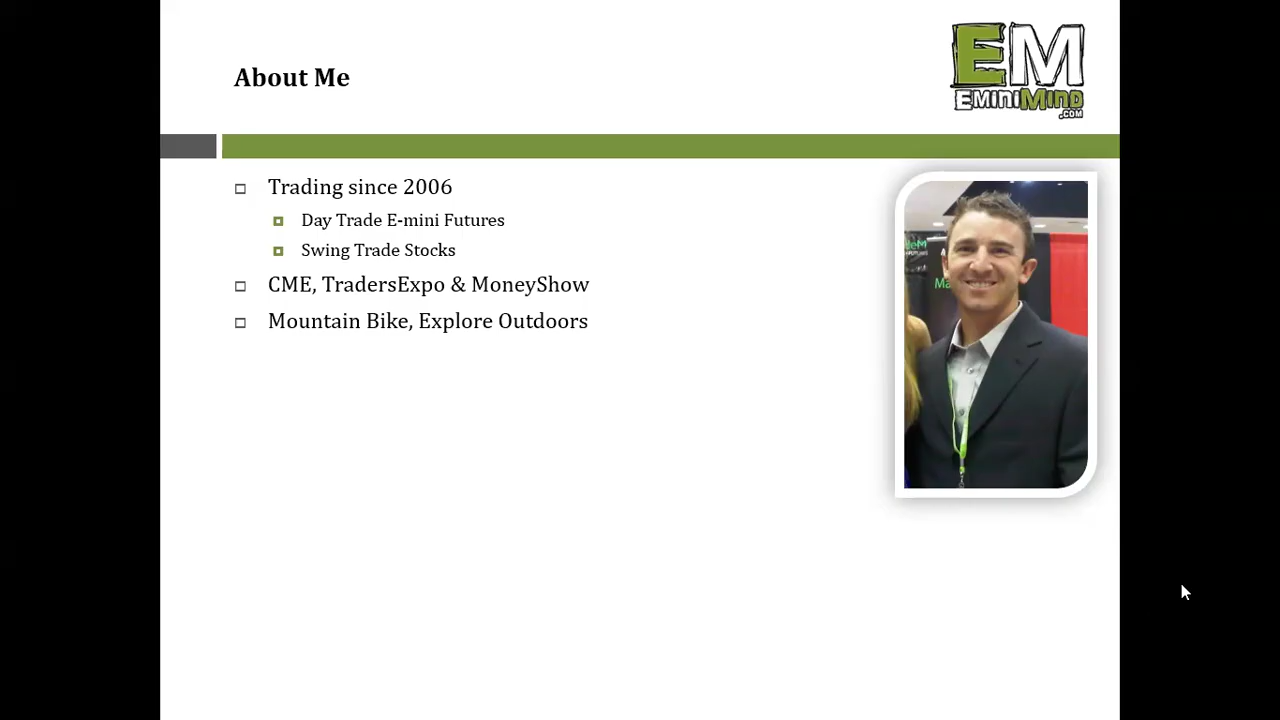 About Me
EM
EminiMind
.com
Trading since 2006
Day Trade E-mini Futures
Swing Trade Stocks
CME, TradersExpo & MoneyShow
Mountain Bike, Explore Outdoors